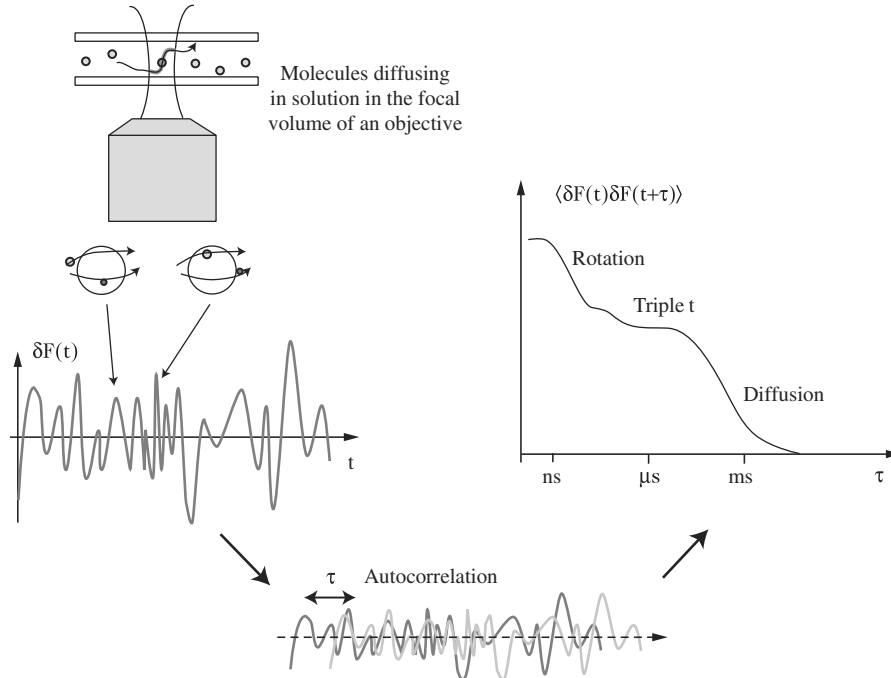 Molecules diffusing
in solution in the focal
volume of an objective
δF(t)
t
τ
Autocorrelation
⟨δF(t)δF(t+τ)⟩
Rotation
Triple t
Diffusion
ns
μs
ms
τ